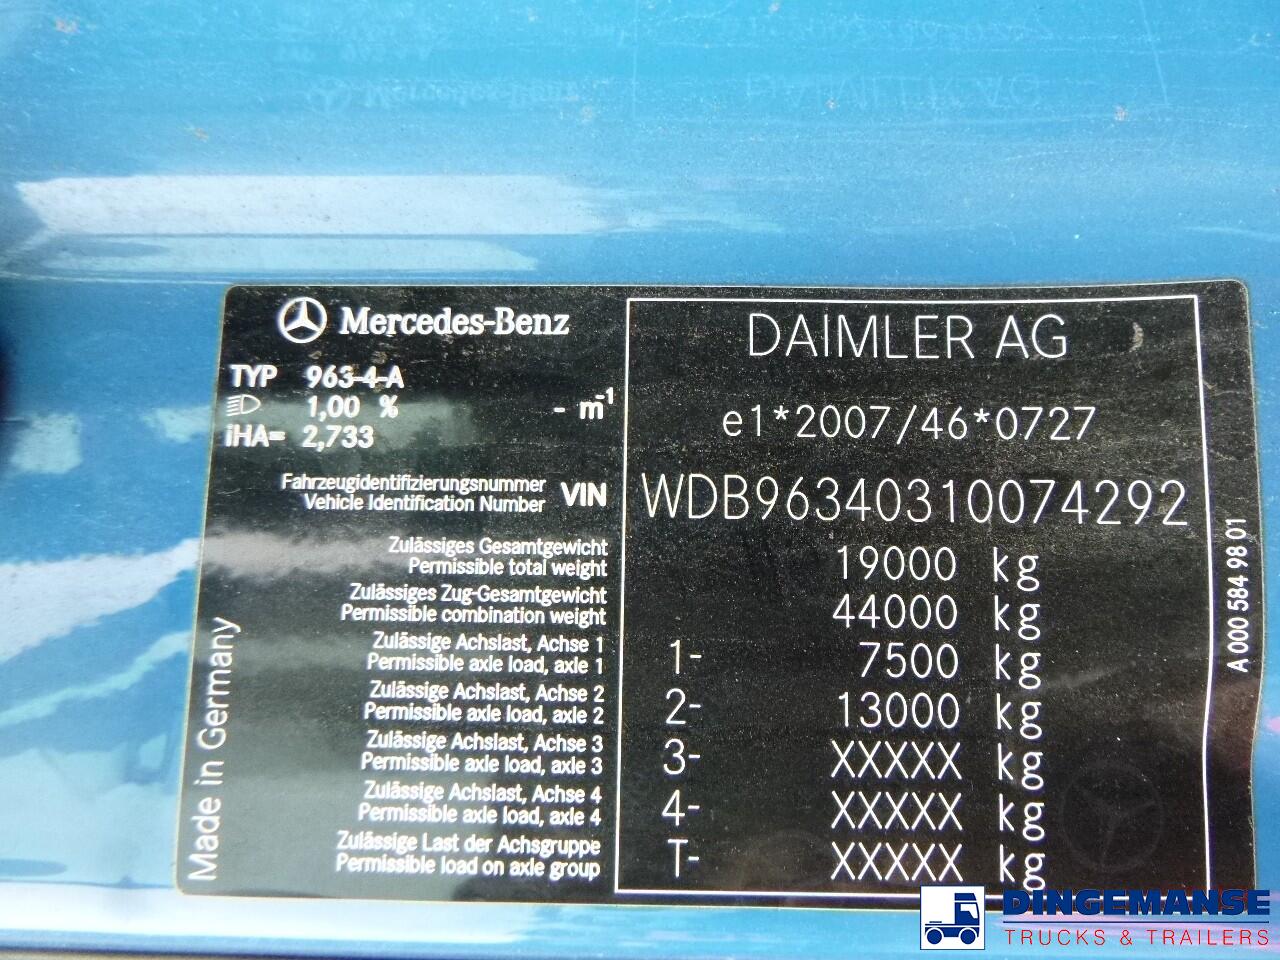 Mercedes-Benz
TYP 963-4-A
1,00 % - m-1
iHA= 2,733
Fahrzeugidentifizierungsnummer
Vehicle Identification Number VIN
Zulässiges Gesamtgewicht
Permissible total weight
Zulässiges Zug-Gesamtgewicht
Permissible combination weight
Zulässige Achslast, Achse 1
Permissible axle load, axle 1
Zulässige Achslast, Achse 2
Permissible axle load, axle 2
Zulässige Achslast, Achse 3
Permissible axle load, axle 3
Zulässige Achslast, Achse 4
Permissible axle load, axle 4
Zulässige Last der Achsgruppe
Permissible load on axle group
Made in Germany
DAIMLER AG
e1*2007/46*0727
WDB96340310074292
19000 kg
44000 kg
1- 7500 kg
2- 13000 kg
3- XXXXX kg
4- XXXXX kg
T- XXXXX kg
A 000 584 98 01
DINGEMANSE
TRUCKS & TRAILERS